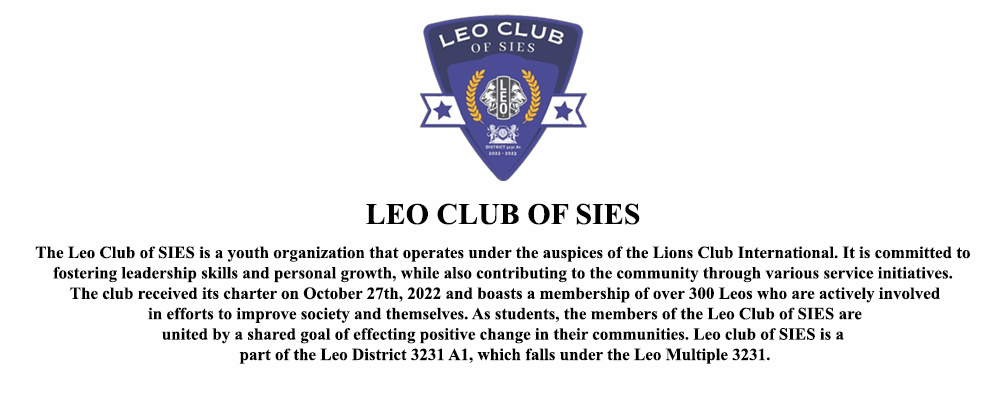 LEO CLUB
OF SIES
LEO
2022 - 2023
LEO CLUB OF SIES
The Leo Club of SIES is a youth organization that operates under the auspices of the Lions Club International. It is committed to
fostering leadership skills and personal growth, while also contributing to the community through various service initiatives.
The club received its charter on October 27th, 2022 and boasts a membership of over 300 Leos who are actively involved
in efforts to improve society and themselves. As students, the members of the Leo Club of SIES are
united by a shared goal of effecting positive change in their communities. Leo club of SIES is a
part of the Leo District 3231 A1, which falls under the Leo Multiple 3231.